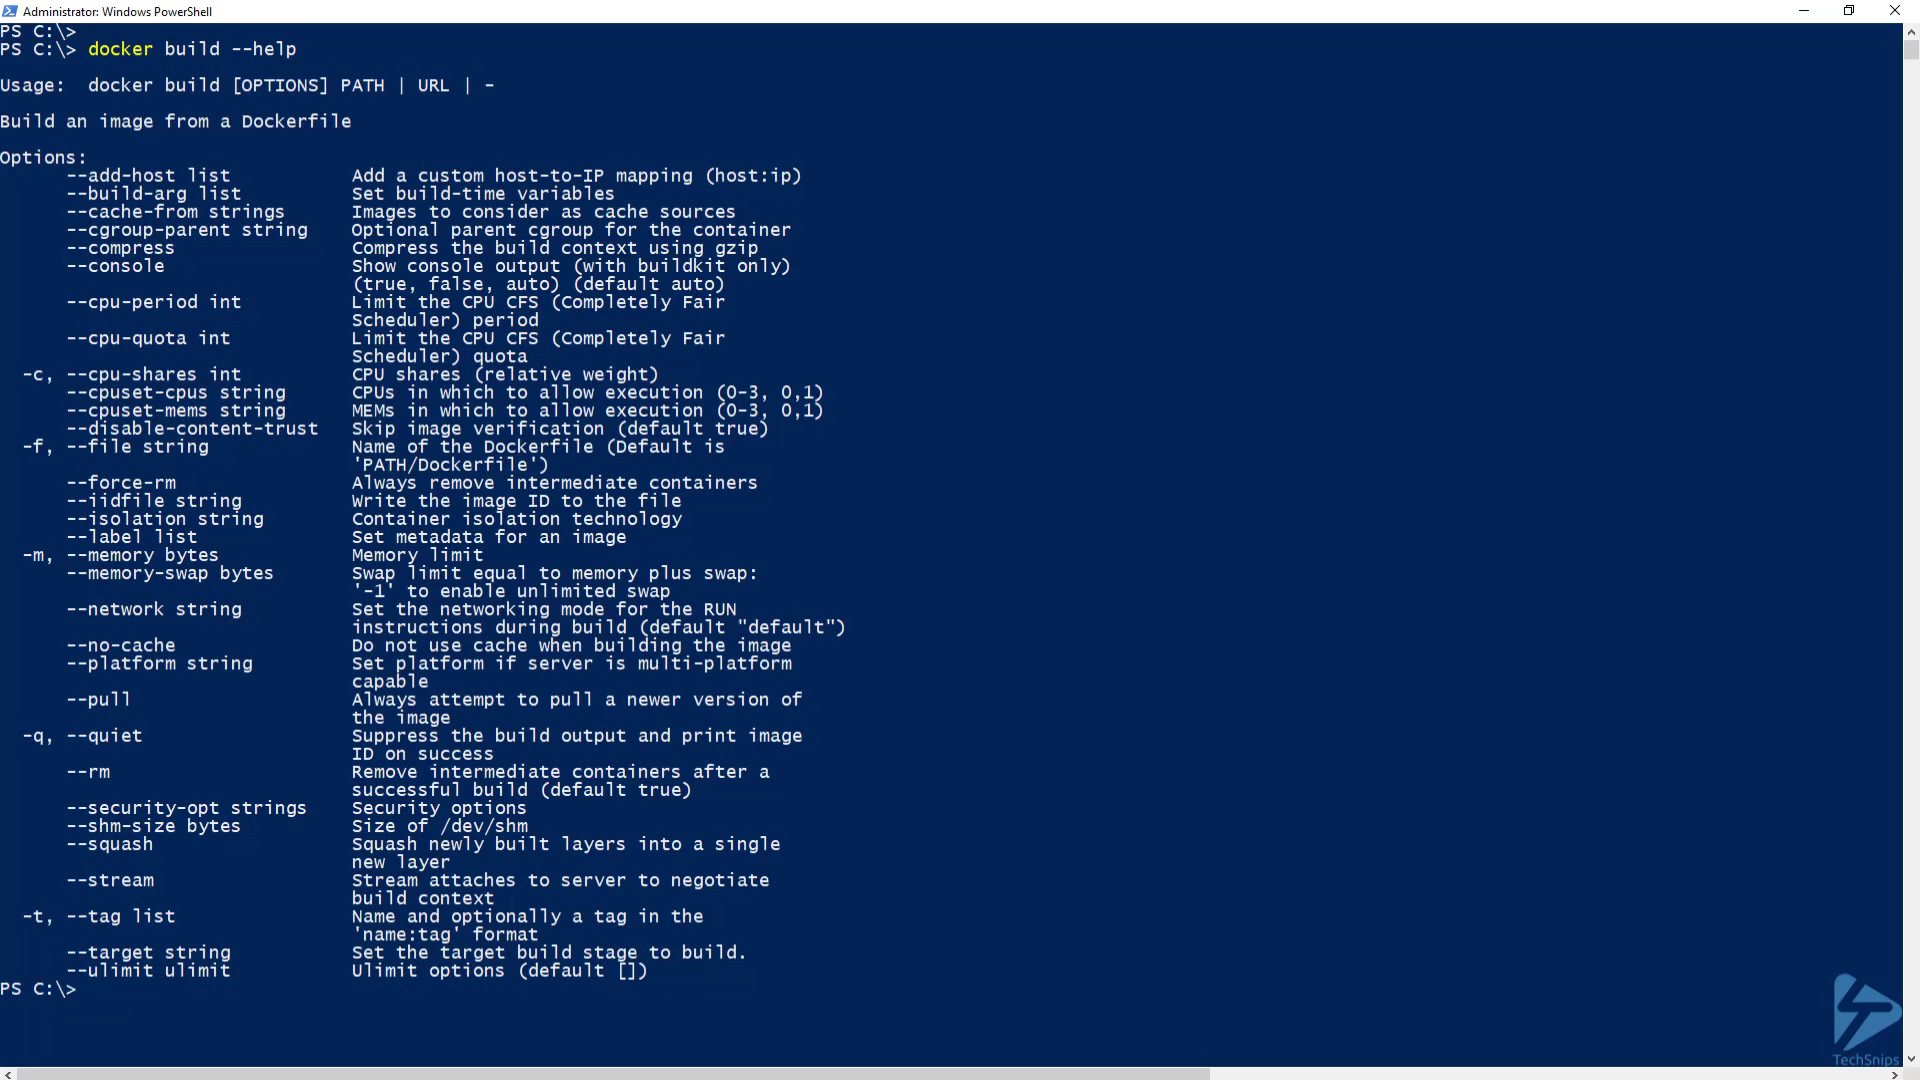 Administrator: Windows PowerShell
PS C:\>
PS C:\> docker build --help
Usage:  docker build [OPTIONS] PATH | URL | -
Build an image from a Dockerfile
Options:
      --add-host list           Add a custom host-to-IP mapping (host:ip)
      --build-arg list          Set build-time variables
      --cache-from strings      Images to consider as cache sources
      --cgroup-parent string    Optional parent cgroup for the container
      --compress                Compress the build context using gzip
      --console                 Show console output (with buildkit only)
                                (true, false, auto) (default auto)
      --cpu-period int          Limit the CPU CFS (Completely Fair
                                Scheduler) period
      --cpu-quota int           Limit the CPU CFS (Completely Fair
                                Scheduler) quota
  -c, --cpu-shares int          CPU shares (relative weight)
      --cpuset-cpus string      CPUs in which to allow execution (0-3, 0,1)
      --cpuset-mems string      MEMs in which to allow execution (0-3, 0,1)
      --disable-content-trust   Skip image verification (default true)
  -f, --file string             Name of the Dockerfile (Default is
                                'PATH/Dockerfile')
      --force-rm                Always remove intermediate containers
      --iidfile string          Write the image ID to the file
      --isolation string        Container isolation technology
      --label list              Set metadata for an image
  -m, --memory bytes            Memory limit
      --memory-swap bytes       Swap limit equal to memory plus swap:
                                '-1' to enable unlimited swap
      --network string          Set the networking mode for the RUN
                                instructions during build (default "default")
      --no-cache                Do not use cache when building the image
      --platform string         Set platform if server is multi-platform
                                capable
      --pull                    Always attempt to pull a newer version of
                                the image
  -q, --quiet                   Suppress the build output and print image
                                ID on success
      --rm                      Remove intermediate containers after a
                                successful build (default true)
      --security-opt strings    Security options
      --shm-size bytes          Size of /dev/shm
      --squash                  Squash newly built layers into a single
                                new layer
      --stream                  Stream attaches to server to negotiate
                                build context
  -t, --tag list                Name and optionally a tag in the
                                'name:tag' format
      --target string           Set the target build stage to build.
      --ulimit ulimit           Ulimit options (default [])
PS C:\>
TechSnips